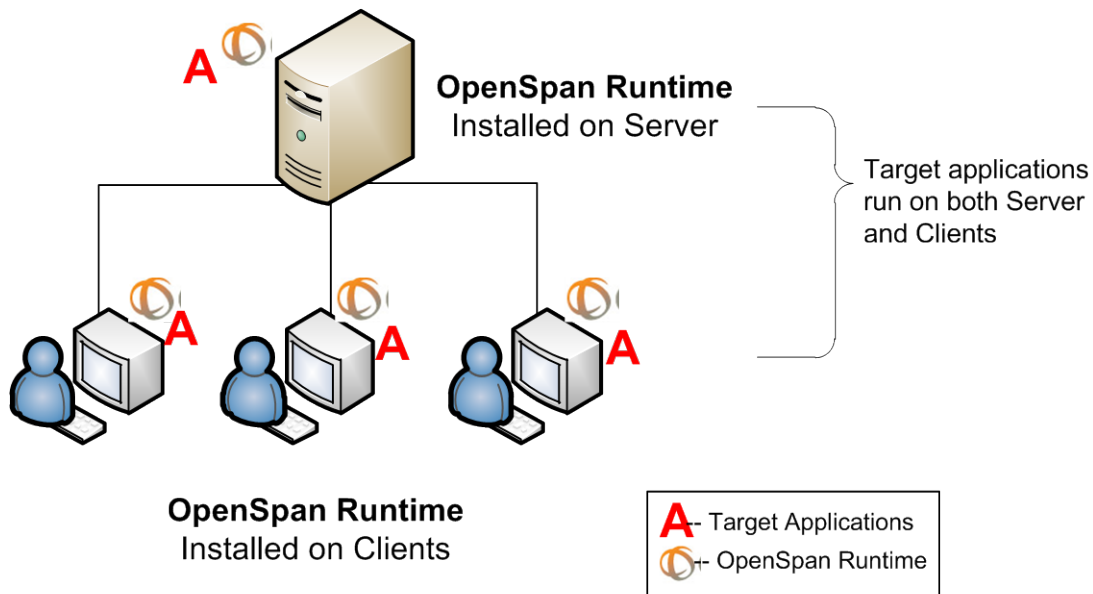 A
OpenSpan Runtime
Installed on Server
Target applications
run on both Server
and Clients
A
A
A
OpenSpan Runtime
Installed on Clients
A-- Target Applications
-- OpenSpan Runtime